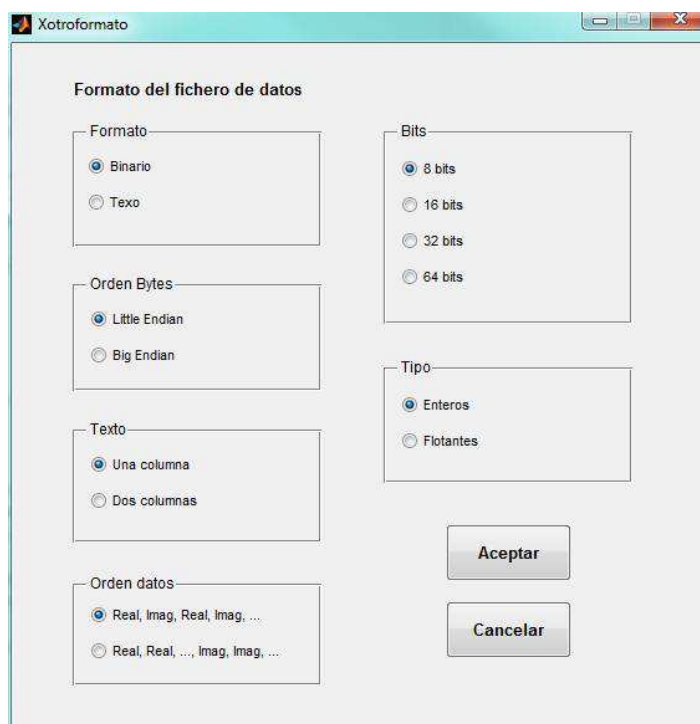 Xotroformato
Formato del fichero de datos
Formato
Binario
Texo
Orden Bytes
Little Endian
Big Endian
Texto
Una columna
Dos columnas
Orden datos
Real, Imag, Real, Imag, ...
Real, Real, ..., Imag, Imag, ...
Bits
8 bits
16 bits
32 bits
64 bits
Tipo
Enteros
Flotantes
Aceptar
Cancelar